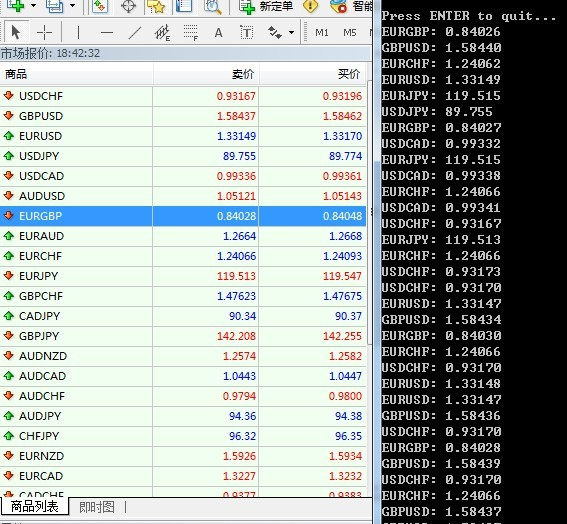 新定单
智能
M1 M5
市场报价: 18:42:32
商品 卖价 买价
USDCHF 0.93167 0.93196
GBPUSD 1.58437 1.58462
EURUSD 1.33149 1.33170
USDJPY 89.755 89.774
USDCAD 0.99336 0.99361
AUDUSD 1.05121 1.05143
EURGBP 0.84028 0.84048
EURAUD 1.2664 1.2668
EURCHF 1.24066 1.24093
EURJPY 119.513 119.547
GBPCHF 1.47623 1.47675
CADJPY 90.34 90.37
GBPJPY 142.208 142.255
AUDNZD 1.2574 1.2582
AUDCAD 1.0443 1.0447
AUDCHF 0.9794 0.9800
AUDJPY 94.36 94.38
CHFJPY 96.32 96.35
EURNZD 1.5926 1.5934
EURCAD 1.3227 1.3232
CADCHF 0.9377 0.9383
商品列表 即时图
Press ENTER to quit...
EURGBP: 0.84026
GBPUSD: 1.58440
EURCHF: 1.24062
EURUSD: 1.33149
EURJPY: 119.515
USDJPY: 89.755
EURGBP: 0.84027
USDCAD: 0.99332
EURJPY: 119.515
USDCAD: 0.99338
EURCHF: 1.24066
USDCAD: 0.99341
USDCHF: 0.93167
EURJPY: 119.513
EURCHF: 1.24066
USDCHF: 0.93173
USDCHF: 0.93170
EURUSD: 1.33147
GBPUSD: 1.58434
EURGBP: 0.84030
EURCHF: 1.24066
USDCHF: 0.93170
EURUSD: 1.33148
EURUSD: 1.33147
GBPUSD: 1.58436
USDCHF: 0.93170
EURGBP: 0.84028
GBPUSD: 1.58439
USDCHF: 0.93170
EURCHF: 1.24066
GBPUSD: 1.58437